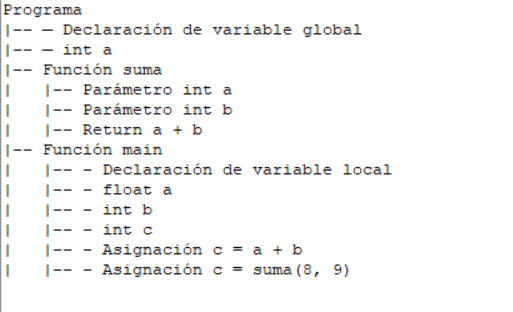 Programa
|-- — Declaración de variable global
|-- — int a
|-- Función suma
|   |-- Parámetro int a
|   |-- Parámetro int b
|   |-- Return a + b
|-- Función main
|   |-- - Declaración de variable local
|   |-- - float a
|   |-- - int b
|   |-- - int c
|   |-- - Asignación c = a + b
|   |-- - Asignación c = suma(8, 9)